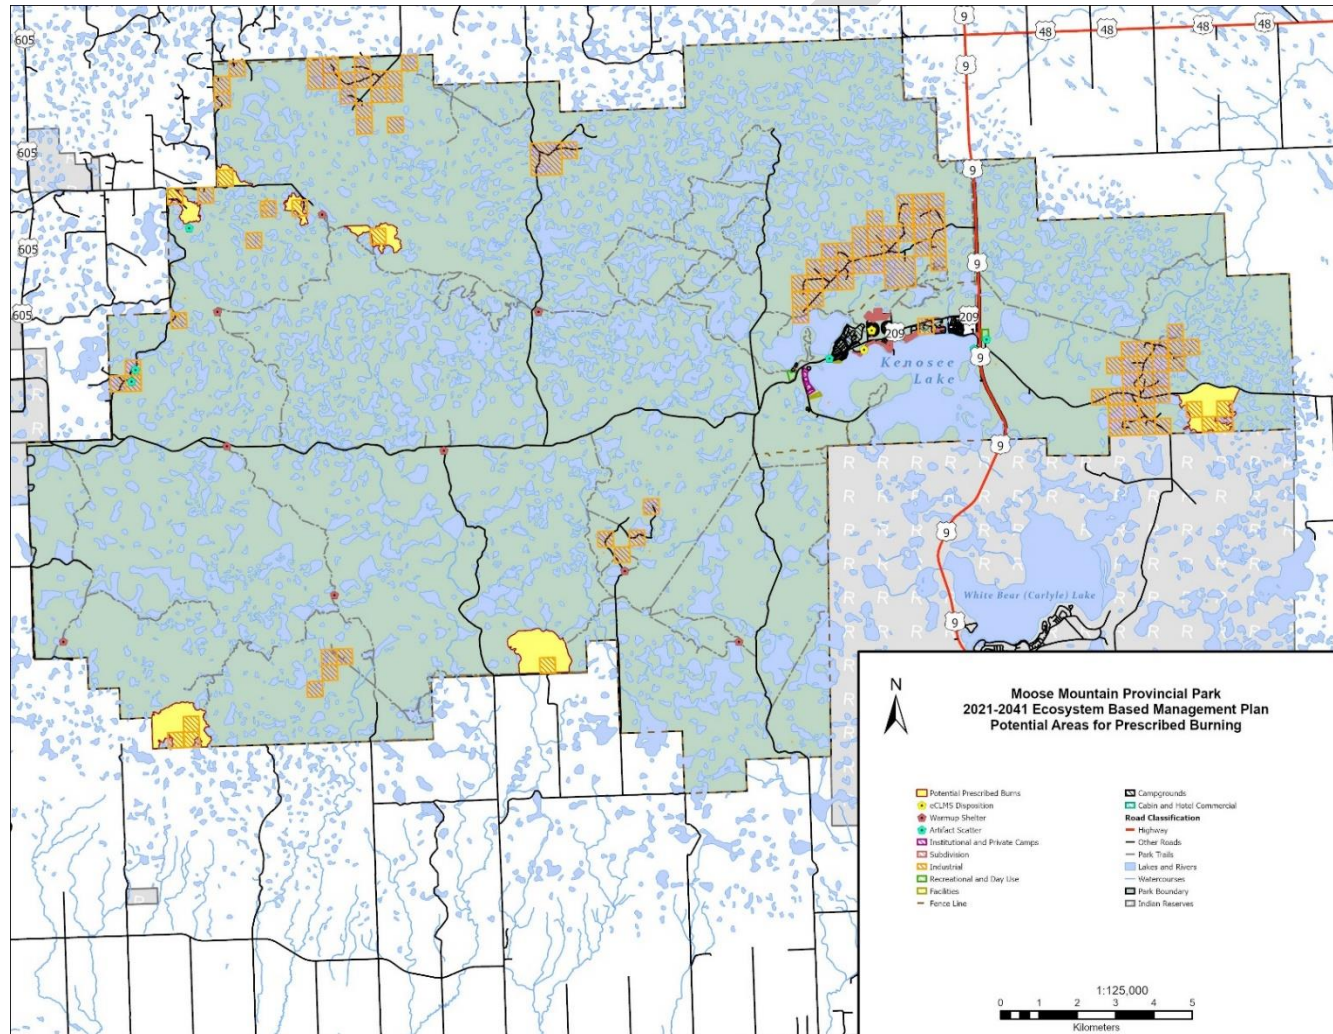 9
48
48
48
48
605
9
605
9
605
9
605
209
209
9
Kenosee
Lake
9
9
White Bear (Carlyle) Lake
9
N
Moose Mountain Provincial Park
2021-2041 Ecosystem Based Management Plan
Potential Areas for Prescribed Burning
Potential Prescribed Burns
eCLMS Disposition
Warmup Shelter
Artifact Scatter
Institutional and Private Camps
Subdivision
Industrial
Recreational and Day Use
Facilities
Fence Line
Campgrounds
Cabin and Hotel Commercial
Road Classification
Highway
Other Roads
Park Trails
Lakes and Rivers
Watercourses
Park Boundary
Indian Reserves
1:125,000
0 1 2 3 4 5
Kilometers